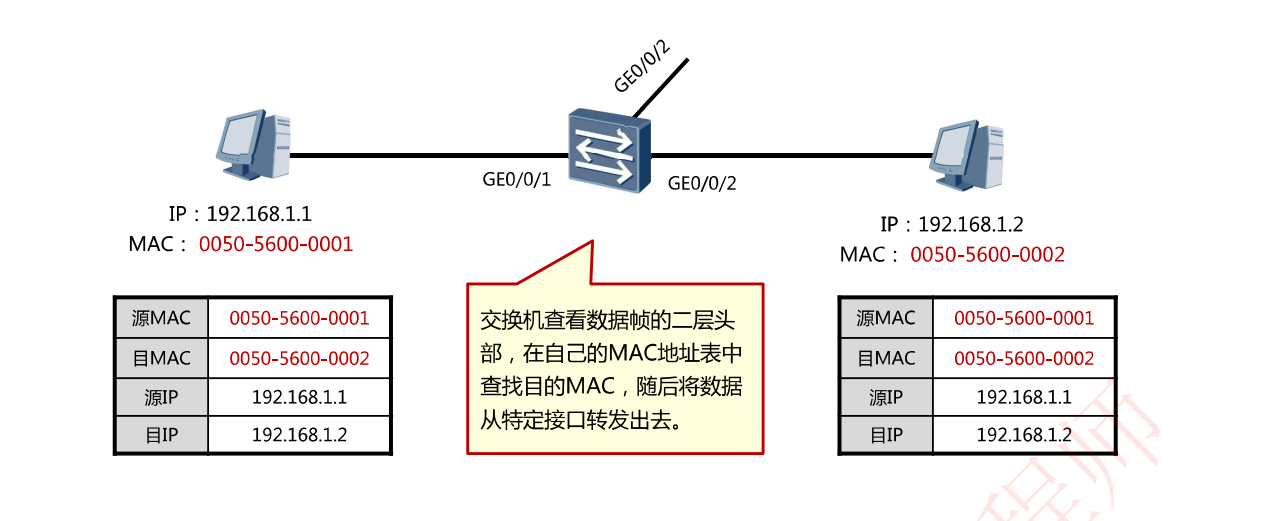 GE0/0/2
GE0/0/1
GE0/0/2
IP：192.168.1.1
MAC： 0050-5600-0001
IP：192.168.1.2
MAC： 0050-5600-0002
源MAC 0050-5600-0001
目MAC 0050-5600-0002
源IP 192.168.1.1
目IP 192.168.1.2
交换机查看数据帧的二层头
部，在自己的MAC地址表中
查找目的MAC，随后将数据
从特定接口转发出去。
源MAC 0050-5600-0001
目MAC 0050-5600-0002
源IP 192.168.1.1
目IP 192.168.1.2
程师